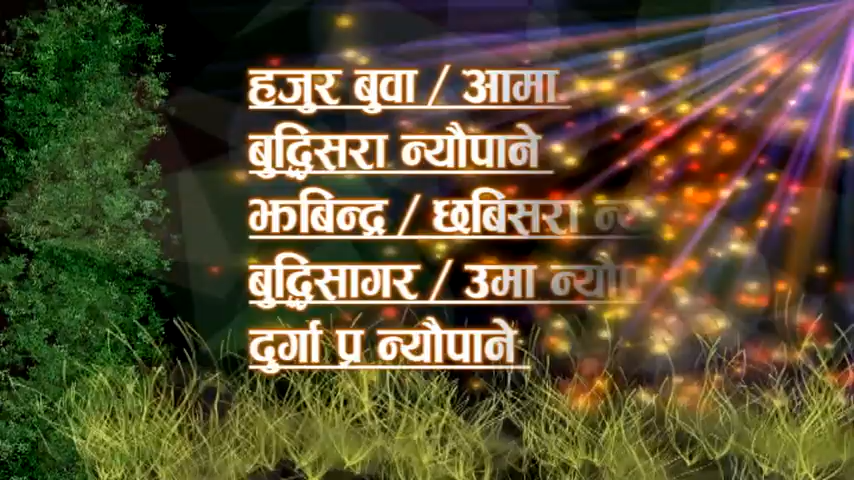 हजुर बुवा / आमा
बुद्धिसरा न्यौपाने
झबिन्द्र / छबिसरा
बुद्धिसागर / उमा
दुर्गा प्र न्यौपाने